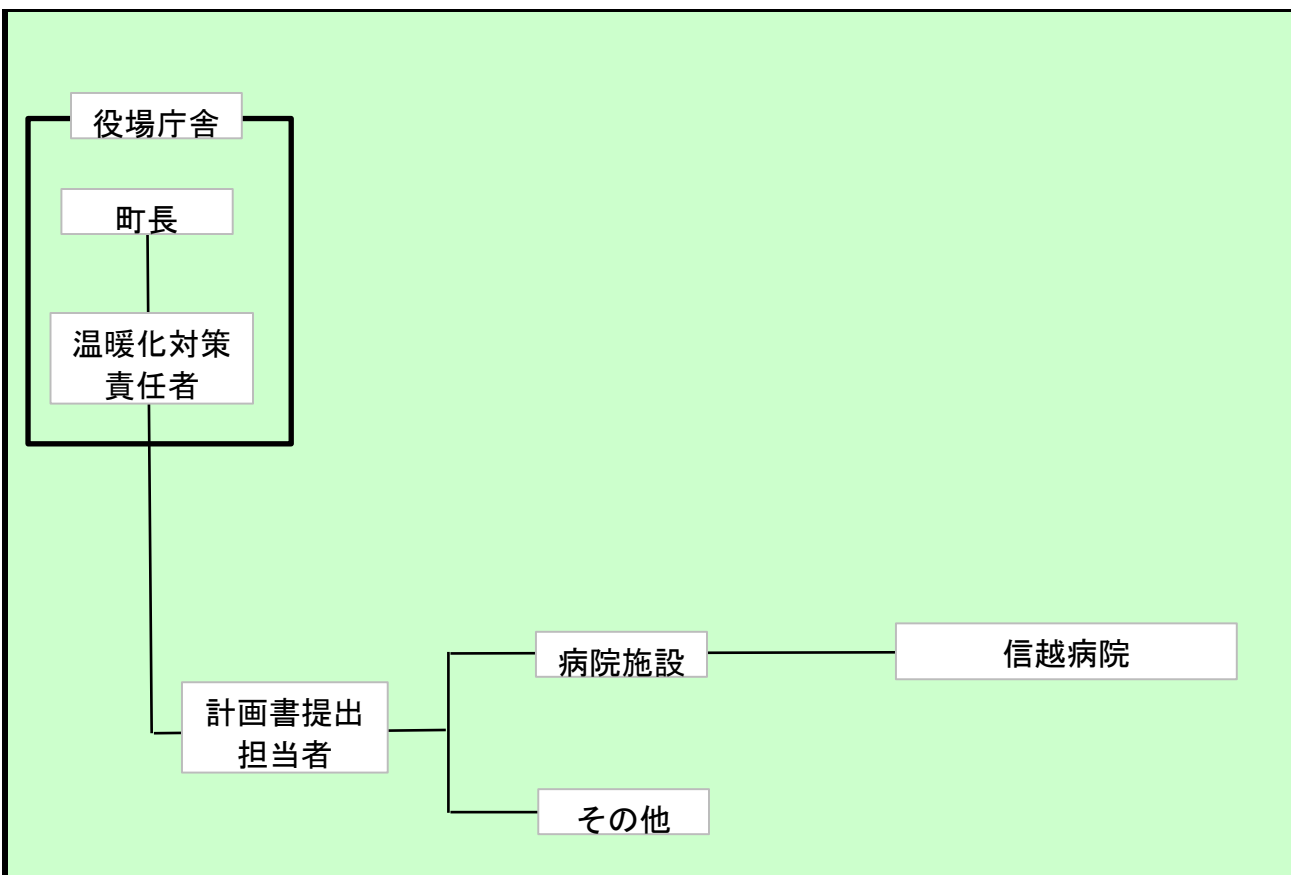 役場庁舎
町長
温暖化対策
責任者
計画書提出
担当者
病院施設
信越病院
その他